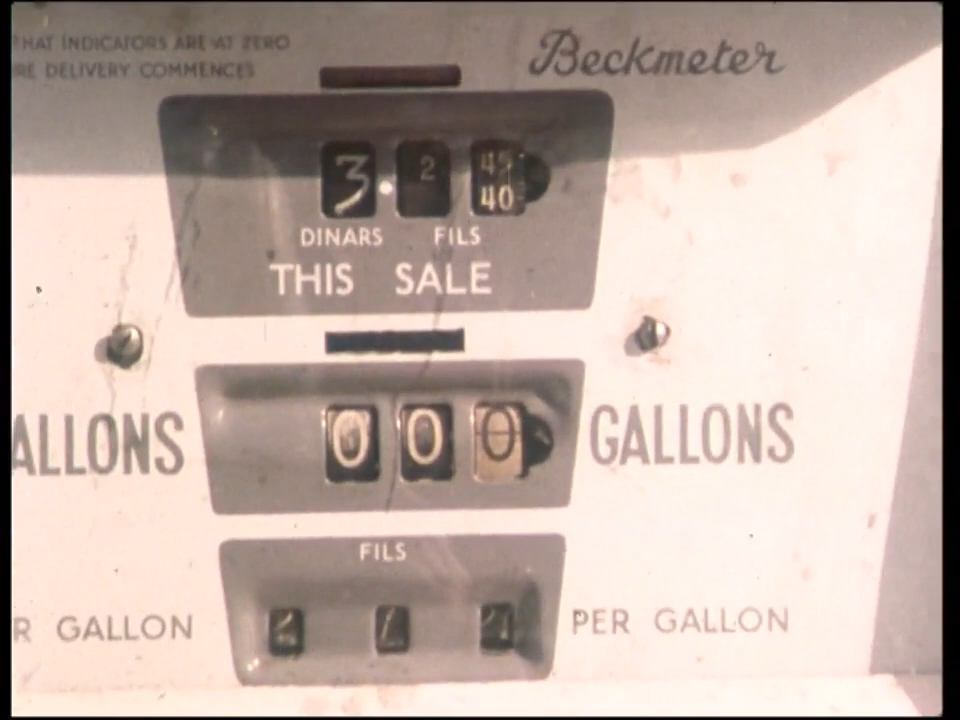 HAT INDICATORS ARE AT ZERO
RE DELIVERY COMMENCES
Beckmeter
3 2 45
40
DINARS FILS
THIS SALE
ALLONS 0 0 0 GALLONS
FILS
R GALLON PER GALLON